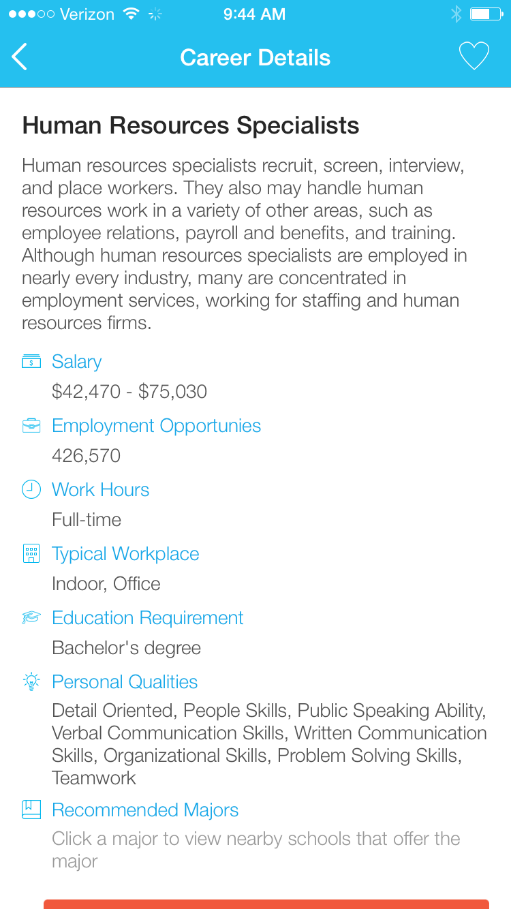 Verizon 9:44 AM
Career Details
Human Resources Specialists
Human resources specialists recruit, screen, interview,
and place workers. They also may handle human
resources work in a variety of other areas, such as
employee relations, payroll and benefits, and training.
Although human resources specialists are employed in
nearly every industry, many are concentrated in
employment services, working for staffing and human
resources firms.
Salary
$42,470 - $75,030
Employment Opportunies
426,570
Work Hours
Full-time
Typical Workplace
Indoor, Office
Education Requirement
Bachelor's degree
Personal Qualities
Detail Oriented, People Skills, Public Speaking Ability,
Verbal Communication Skills, Written Communication
Skills, Organizational Skills, Problem Solving Skills,
Teamwork
Recommended Majors
Click a major to view nearby schools that offer the
major